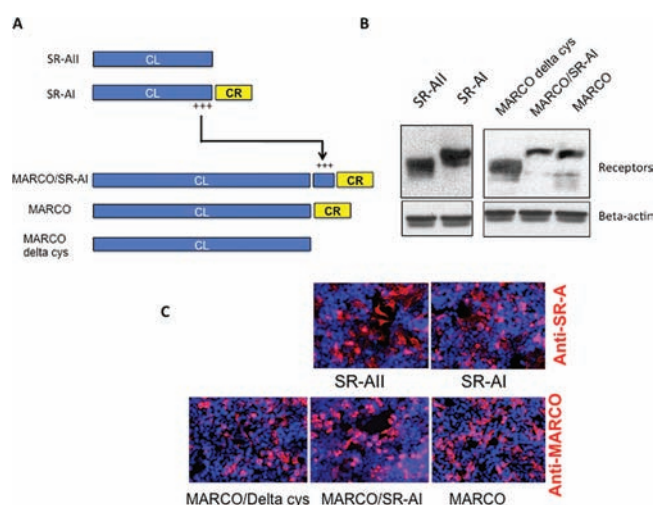 A
SR-AII
CL
SR-AI
CL
CR
+++
+++
MARCO/SR-AI
CL
CR
MARCO
CL
CR
MARCO
delta cys
CL
B
SR-AII
SR-AI
MARCO delta cys
MARCO/SR-AI
MARCO
Receptors
Beta-actin
C
SR-AII
SR-AI
Anti-SR-A
MARCO/Delta cys
MARCO/SR-AI
MARCO
Anti-MARCO